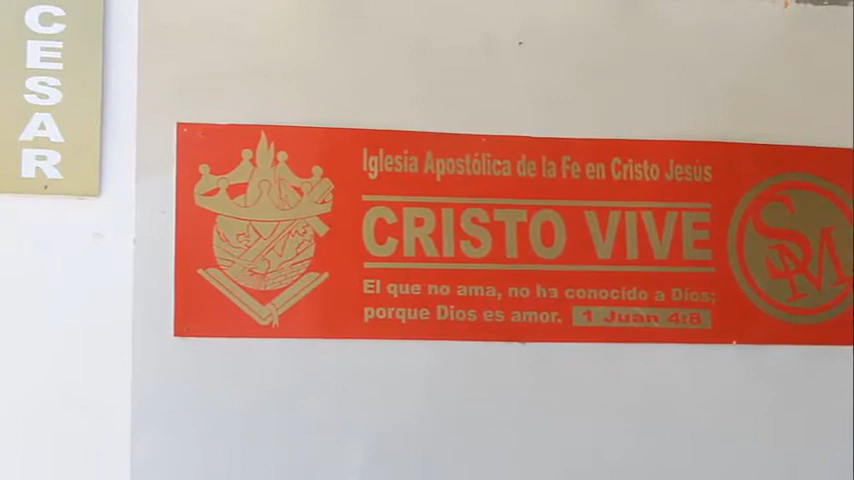 CESAR
Iglesia Apostólica de la Fe en Cristo Jesús
CRISTO VIVE
El que no ama, no ha conocido a Dios;
porque Dios es amor. 1 Juan 4:8